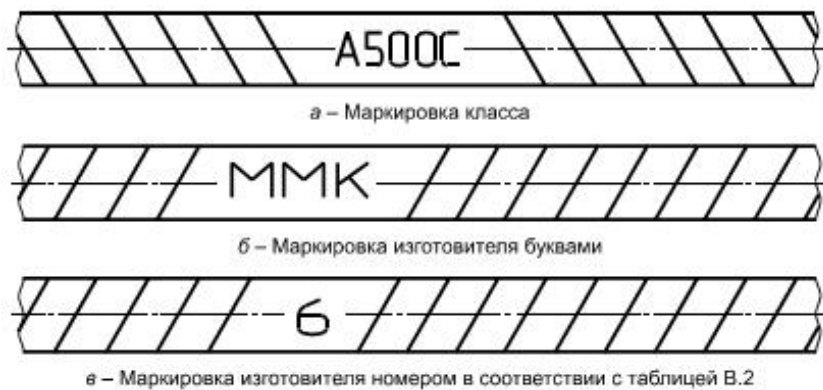 А500С
а – Маркировка класса
ММК
б – Маркировка изготовителя буквами
6
в – Маркировка изготовителя номером в соответствии с таблицей В.2